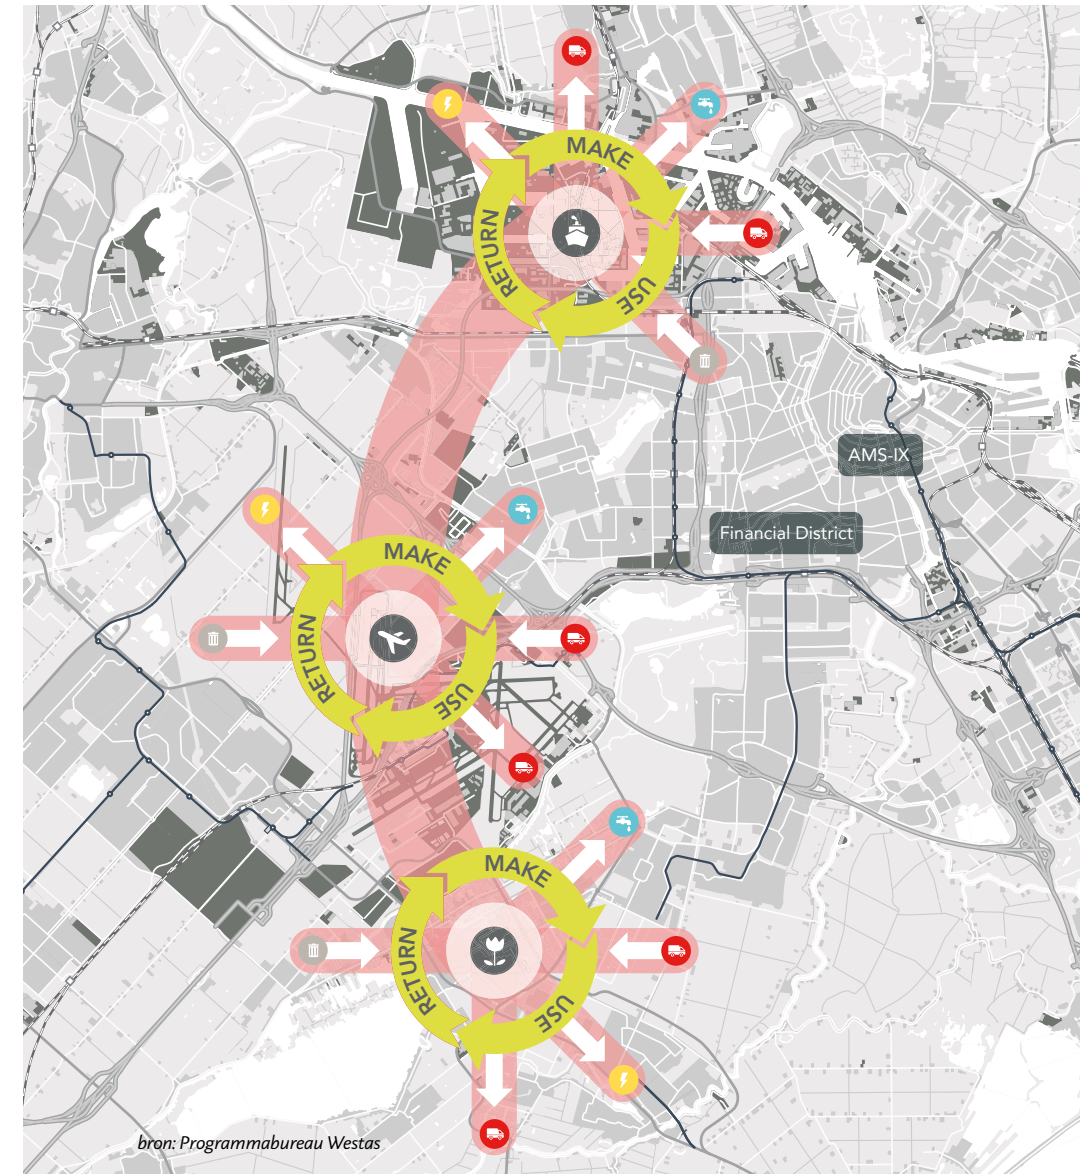 MAKE
RETURN
USE
AMS-IX
Financial District
MAKE
RETURN
USE
MAKE
RETURN
USE
bron: Programmabureau Westas